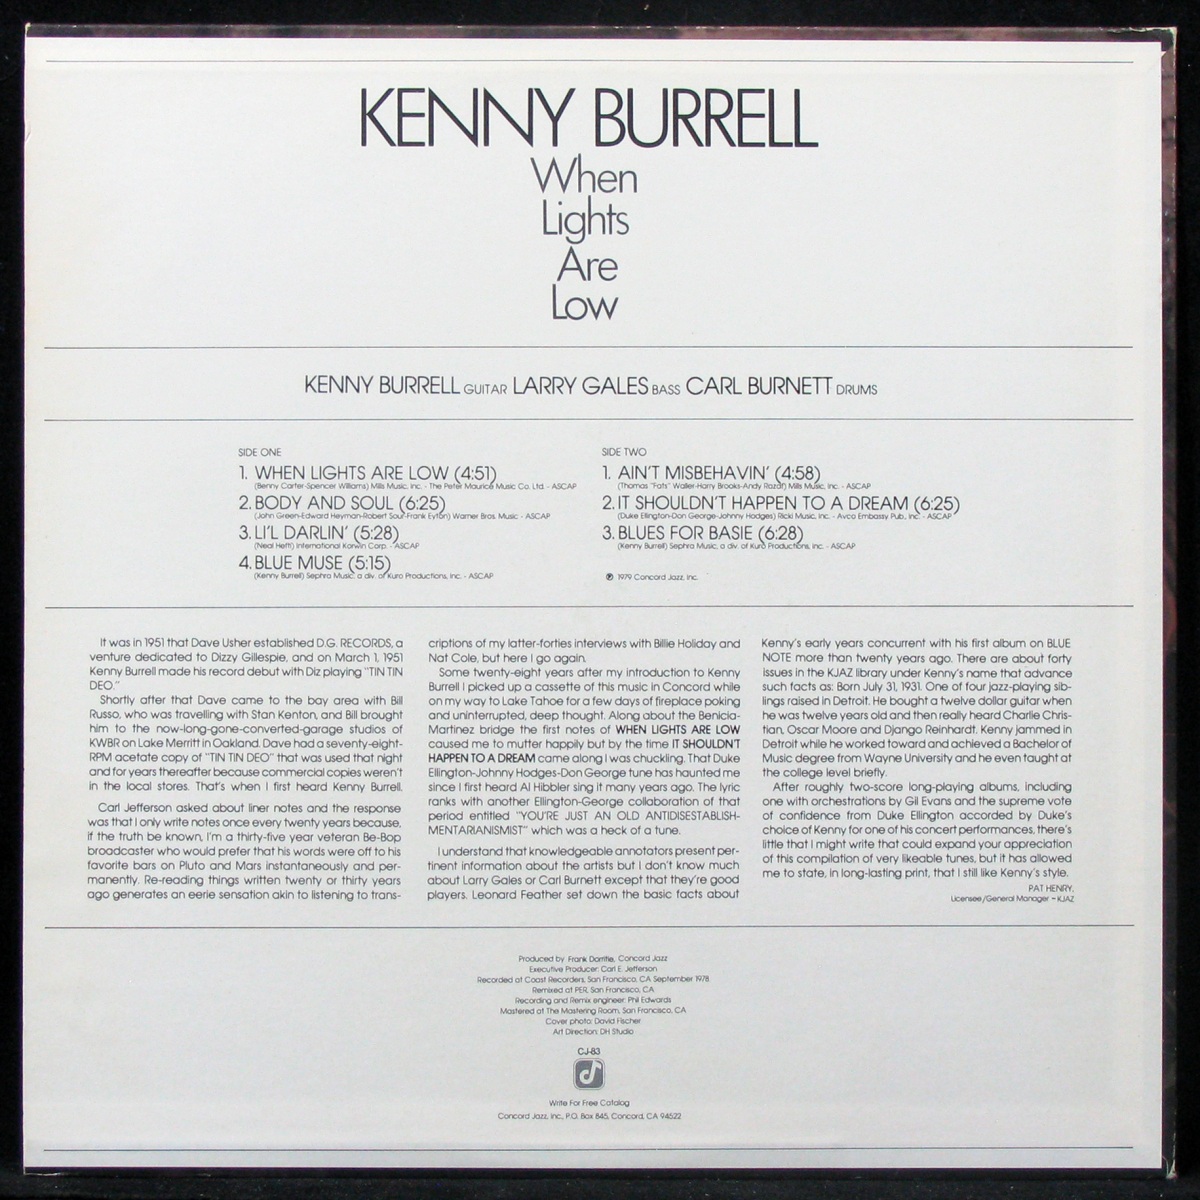 KENNY BURRELL
When
Lights
Are
Low
KENNY BURRELL GUITAR LARRY GALES BASS CARL BURNETT DRUMS
SIDE ONE
1. WHEN LIGHTS ARE LOW (4:51)
(Benny Carter-Spencer Williams) Mills Music, Inc. - The Peter Maurice Music Co. Ltd. - ASCAP
2. BODY AND SOUL (6:25)
(John Green-Edward Heyman-Robert Sour-Frank Eyton) Warner Bros. Music - ASCAP
3. LI'L DARLIN' (5:28)
(Neal Hefti) International Korwin Corp. - ASCAP
4. BLUE MUSE (5:15)
(Kenny Burrell) Sephra Music, a div. of Kuro Productions, Inc. - ASCAP
SIDE TWO
1. AIN'T MISBEHAVIN' (4:58)
(Thomas "Fats" Waller-Harry Brooks-Andy Razaf) Mills Music, Inc. - ASCAP
2. IT SHOULDN'T HAPPEN TO A DREAM (6:25)
(Duke Ellington-Don George-Johnny Hodges) Ricki Music, Inc. - Avco Embassy Pub., Inc. - ASCAP
3. BLUES FOR BASIE (6:28)
(Kenny Burrell) Sephra Music, a div. of Kuro Productions, Inc. - ASCAP
℗ 1979 Concord Jazz, Inc.
It was in 1951 that Dave Usher established D.G. RECORDS, a
venture dedicated to Dizzy Gillespie, and on March 1, 1951
Kenny Burrell made his record debut with Diz playing "TIN TIN
DEO."
Shortly after that Dave came to the bay area with Bill
Russo, who was travelling with Stan Kenton, and Bill brought
him to the now-long-gone-converted-garage studios of
KWBR on Lake Merritt in Oakland. Dave had a seventy-eight-
RPM acetate copy of "TIN TIN DEO" that was used that night
and for years thereafter because commercial copies weren't
in the local stores. That's when I first heard Kenny Burrell.
Carl Jefferson asked about liner notes and the response
was that I only write notes once every twenty years because,
if the truth be known, I'm a thirty-five year veteran Be-Bop
broadcaster who would prefer that his words were off to his
favorite bars on Pluto and Mars instantaneously and per-
manently. Re-reading things written twenty or thirty years
ago generates an eerie sensation akin to listening to trans-
criptions of my latter-forties interviews with Billie Holiday and
Nat Cole, but here I go again.
Some twenty-eight years after my introduction to Kenny
Burrell I picked up a cassette of this music in Concord while
on my way to Lake Tahoe for a few days of fireplace poking
and uninterrupted, deep thought. Along about the Benicia-
Martinez bridge the first notes of WHEN LIGHTS ARE LOW
caused me to mutter happily but by the time IT SHOULDN'T
HAPPEN TO A DREAM came along I was chuckling. That Duke
Ellington-Johnny Hodges-Don George tune has haunted me
since I first heard Al Hibbler sing it many years ago. The lyric
ranks with another Ellington-George collaboration of that
period entitled "YOU'RE JUST AN OLD ANTIDISESTABLISH-
MENTARIANISMIST" which was a heck of a tune.
I understand that knowledgeable annotators present per-
tinent information about the artists but I don't know much
about Larry Gales or Carl Burnett except that they're good
players. Leonard Feather set down the basic facts about
Kenny's early years concurrent with his first album on BLUE
NOTE more than twenty years ago. There are about forty
issues in the KJAZ library under Kenny's name that advance
such facts as: Born July 31, 1931. One of four jazz-playing sib-
lings raised in Detroit. He bought a twelve dollar guitar when
he was twelve years old and then really heard Charlie Chris-
tian, Oscar Moore and Django Reinhardt. Kenny jammed in
Detroit while he worked toward and achieved a Bachelor of
Music degree from Wayne University and he even taught at
the college level briefly.
After roughly two-score long-playing albums, including
one with orchestrations by Gil Evans and the supreme vote
of confidence from Duke Ellington accorded by Duke's
choice of Kenny for one of his concert performances, there's
little that I might write that could expand your appreciation
of this compilation of very likeable tunes, but it has allowed
me to state, in long-lasting print, that I still like Kenny's style.
PAT HENRY,
Licensee/General Manager - KJAZ
Produced by Frank Dorritie, Concord Jazz
Executive Producer: Carl E. Jefferson
Recorded at Coast Recorders, San Francisco, CA September 1978
Remixed at PER, San Francisco, CA
Recording and Remix engineer: Phil Edwards
Mastered at The Mastering Room, San Francisco, CA
Cover photo: David Fischer
Art Direction: DH Studio
CJ-83
Write For Free Catalog
Concord Jazz, Inc., P.O. Box 845, Concord, CA 94522